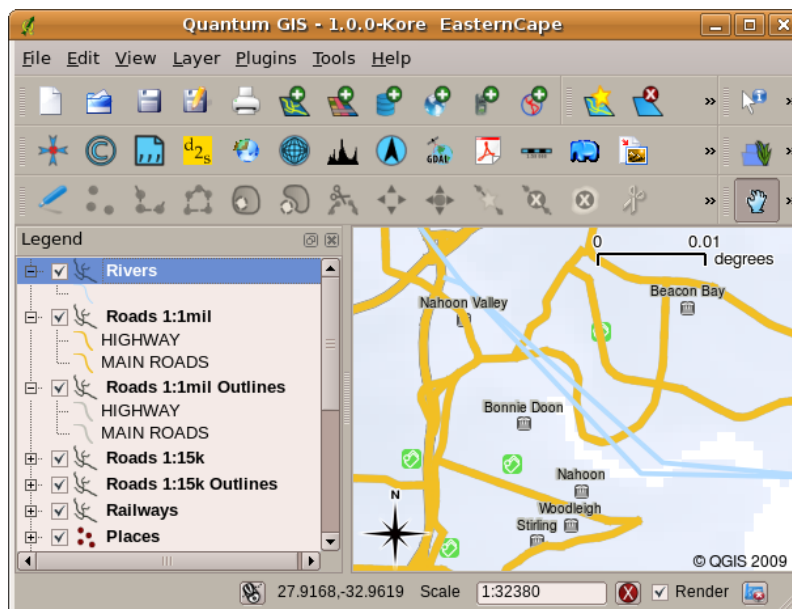 Quantum GIS - 1.0.0-Kore EasternCape
File Edit View Layer Plugins Tools Help
d2s
GDAL
Legend
Rivers
Roads 1:1mil
HIGHWAY
MAIN ROADS
Roads 1:1mil Outlines
HIGHWAY
MAIN ROADS
Roads 1:15k
Roads 1:15k Outlines
Railways
Places
0 0.01
degrees
Beacon Bay
Nahoon Valley
Bonnie Doon
Nahoon
Woodleigh
Stirling
N
© QGIS 2009
27.9168,-32.9619 Scale 1:32380 Render